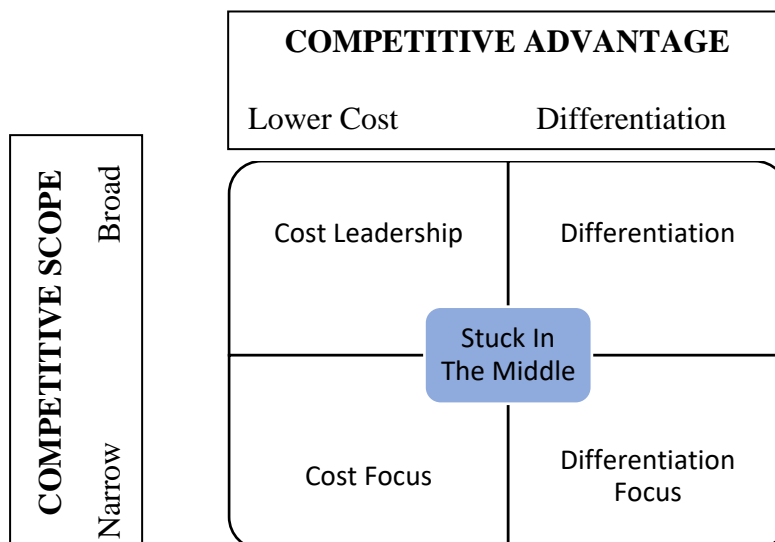 COMPETITIVE ADVANTAGE
Lower Cost Differentiation
COMPETITIVE SCOPE
Broad
Narrow
Cost Leadership
Differentiation
Stuck In
The Middle
Cost Focus
Differentiation
Focus